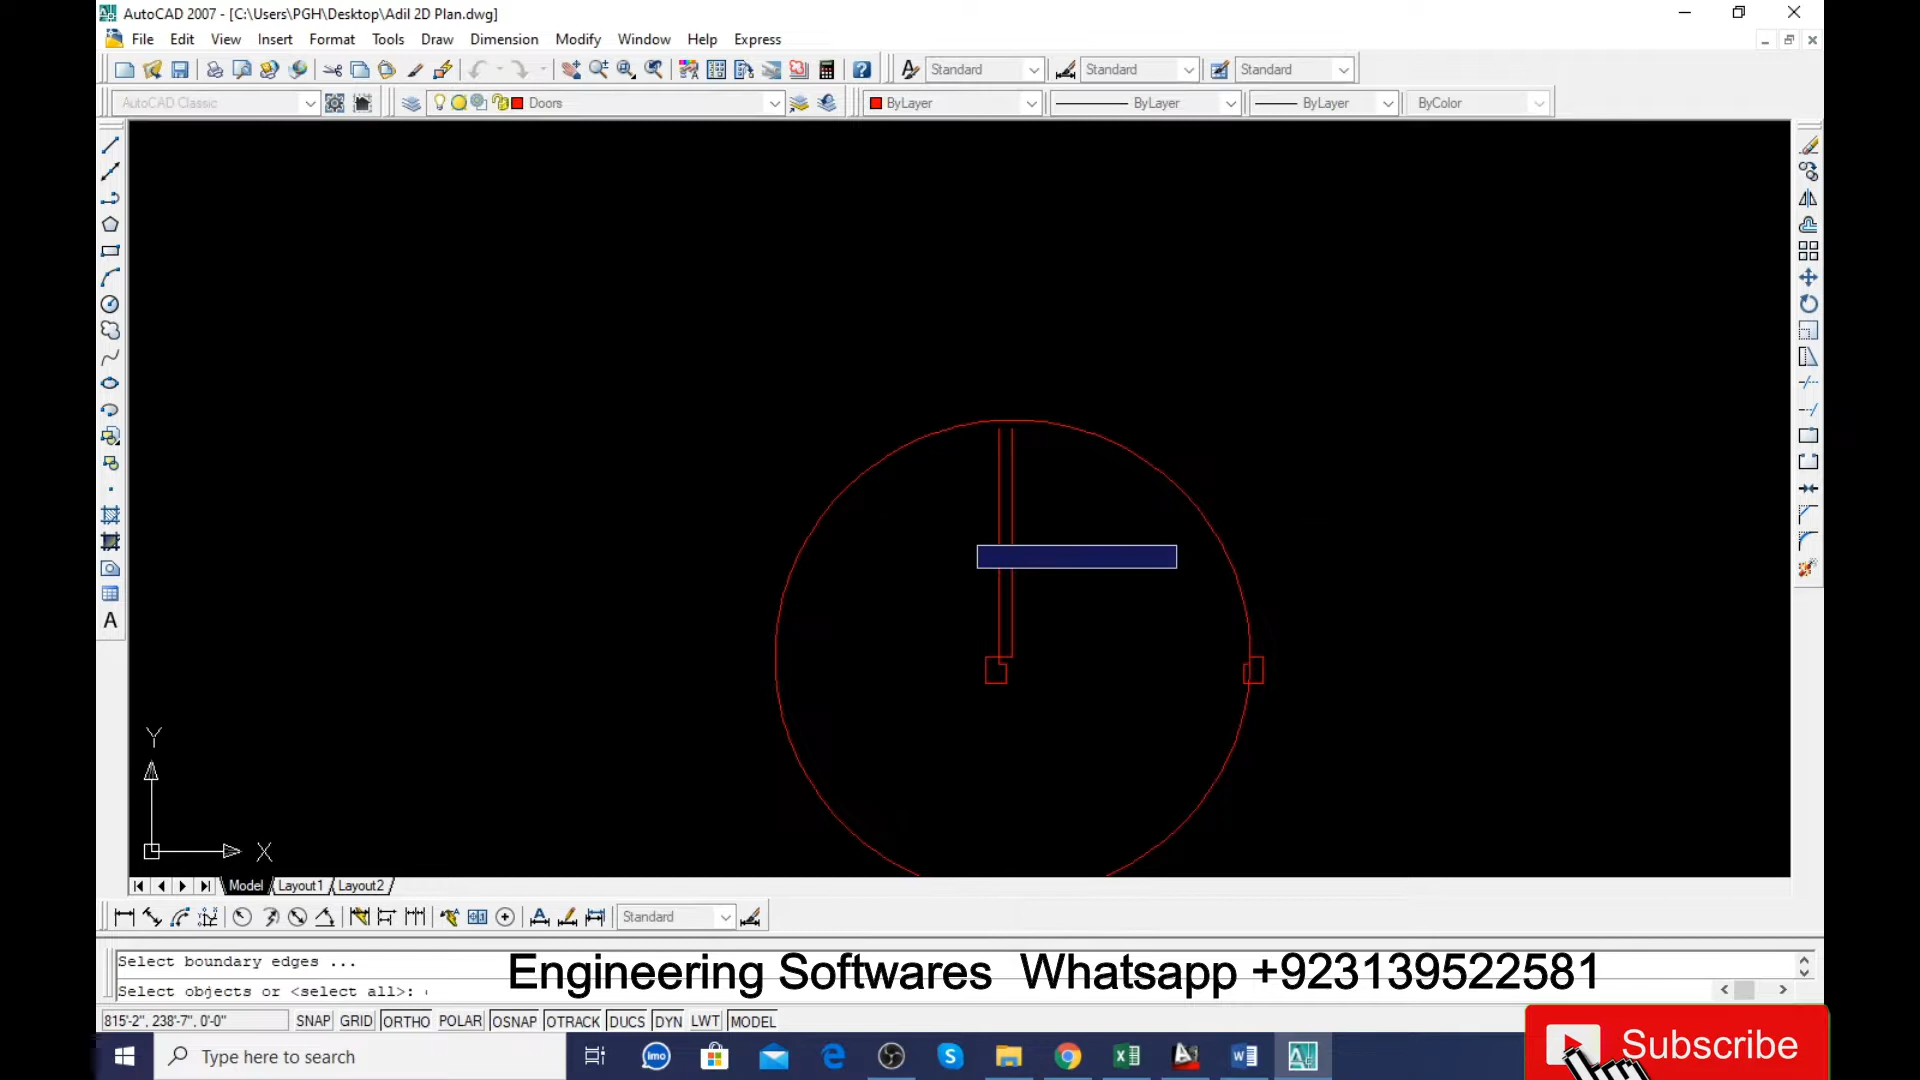 AutoCAD 2007 - [C:\Users\PGH\Desktop\Adil 2D Plan.dwg]
File Edit View Insert Format Tools Draw Dimension Modify Window Help Express
Standard Standard Standard
AutoCAD Classic Doors ByLayer ByLayer ByLayer ByColor
A
Y
X
Model Layout1 Layout2
Standard
Select boundary edges ...
Select objects or <select all>:
Engineering Softwares Whatsapp +923139522581
815'-2", 238'-7", 0'-0" SNAP GRID ORTHO POLAR OSNAP OTRACK DUCS DYN LWT MODEL
Type here to search
imo
Subscribe